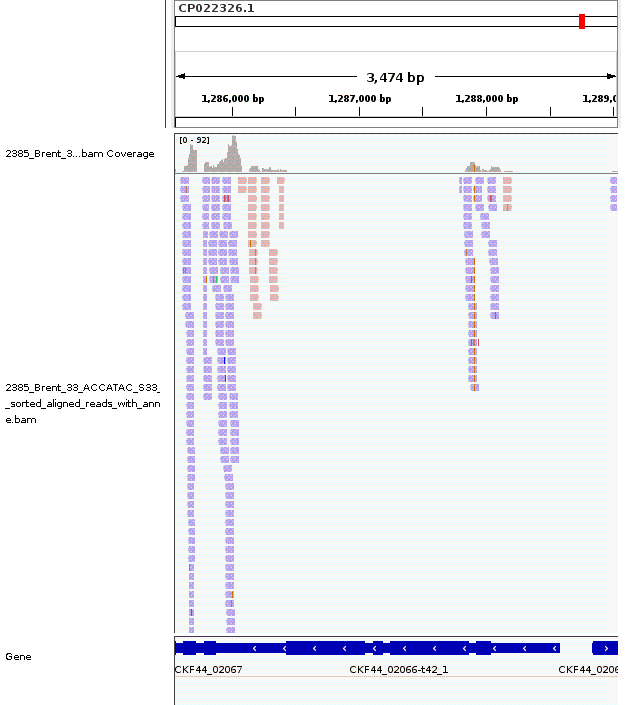 CP022326.1
3,474 bp
1,286,000 bp
1,287,000 bp
1,288,000 bp
1,289,0
[0 - 92]
2385_Brent_3...bam Coverage
2385_Brent_33_ACCATAC_S33_
_sorted_aligned_reads_with_ann
e.bam
Gene
CKF44_02067
CKF44_02066-t42_1
CKF44_0206